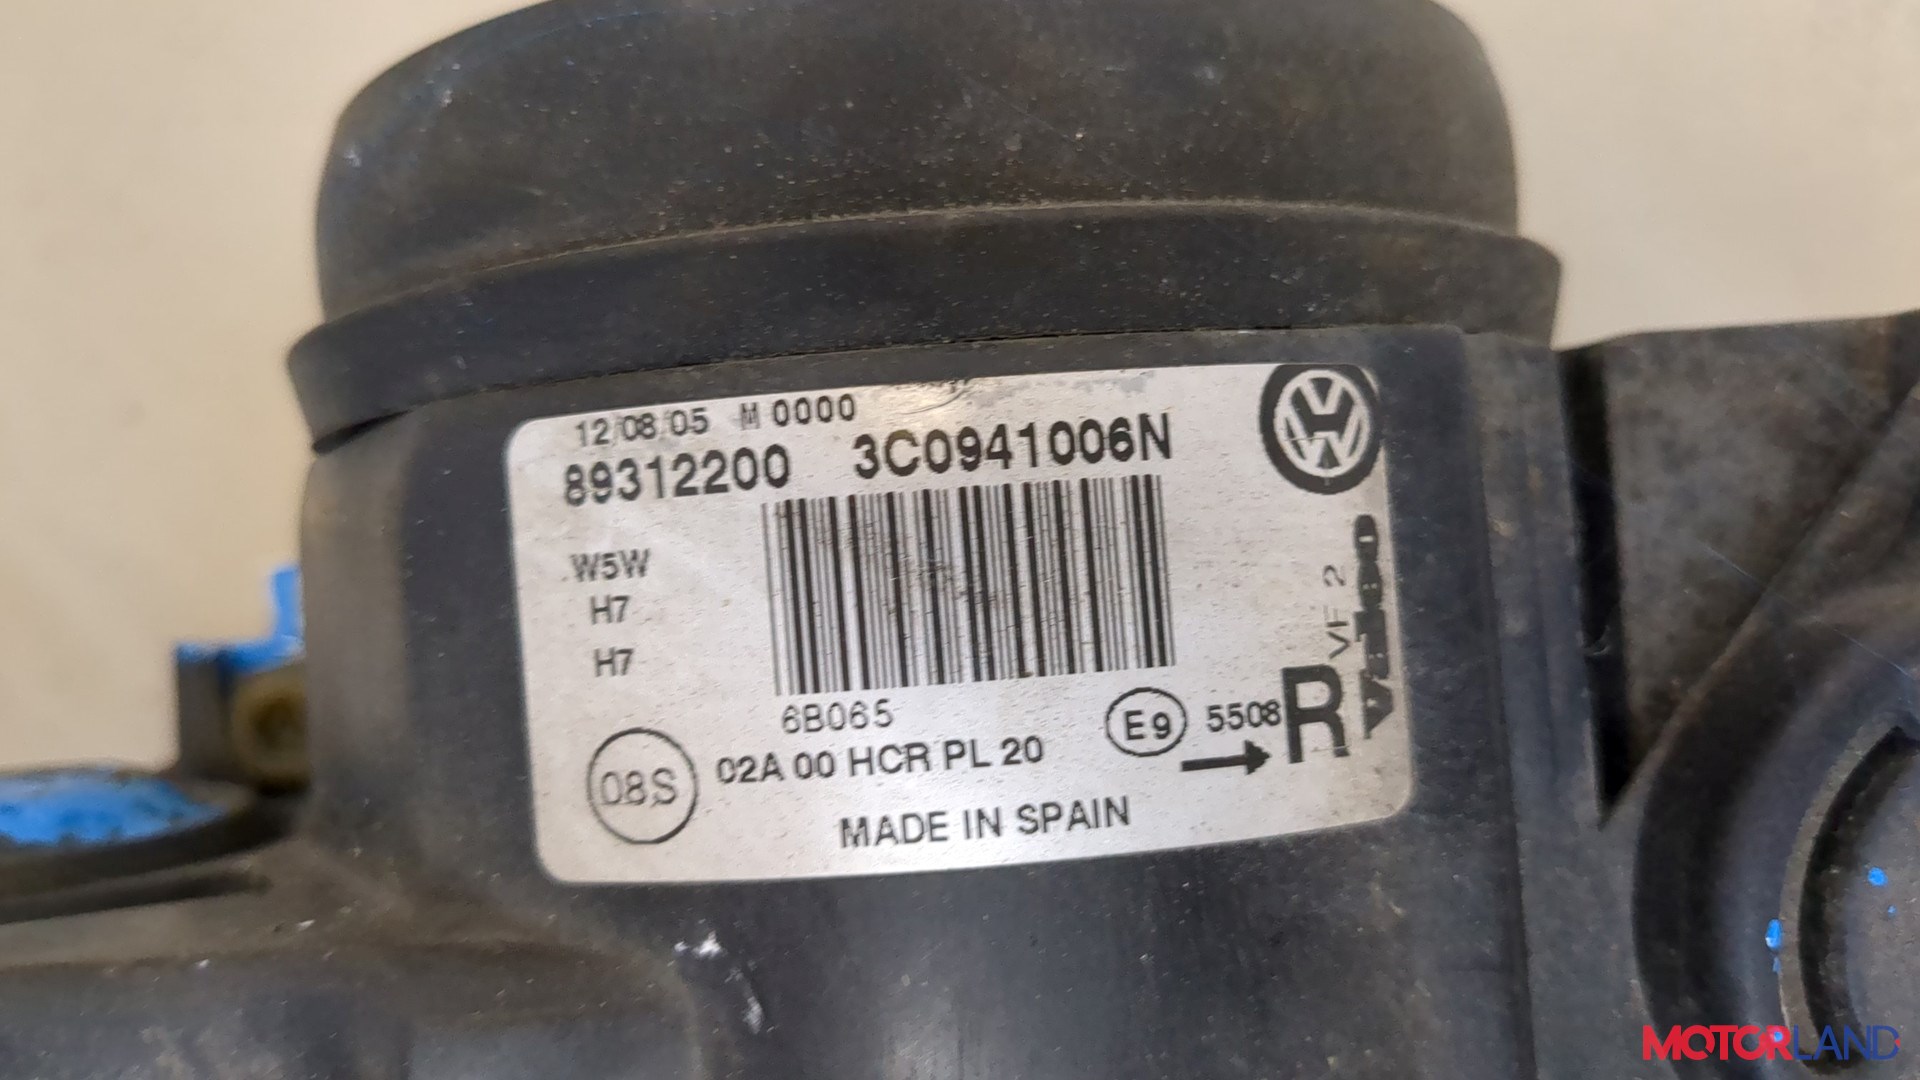 12/08/05 M 0000
89312200 3C0941006N
W5W
H7
H7
VF 2
Valeo
6B065
E9 5508 R
08S 02A 00 HCR PL 20
MADE IN SPAIN
MOTORLAND